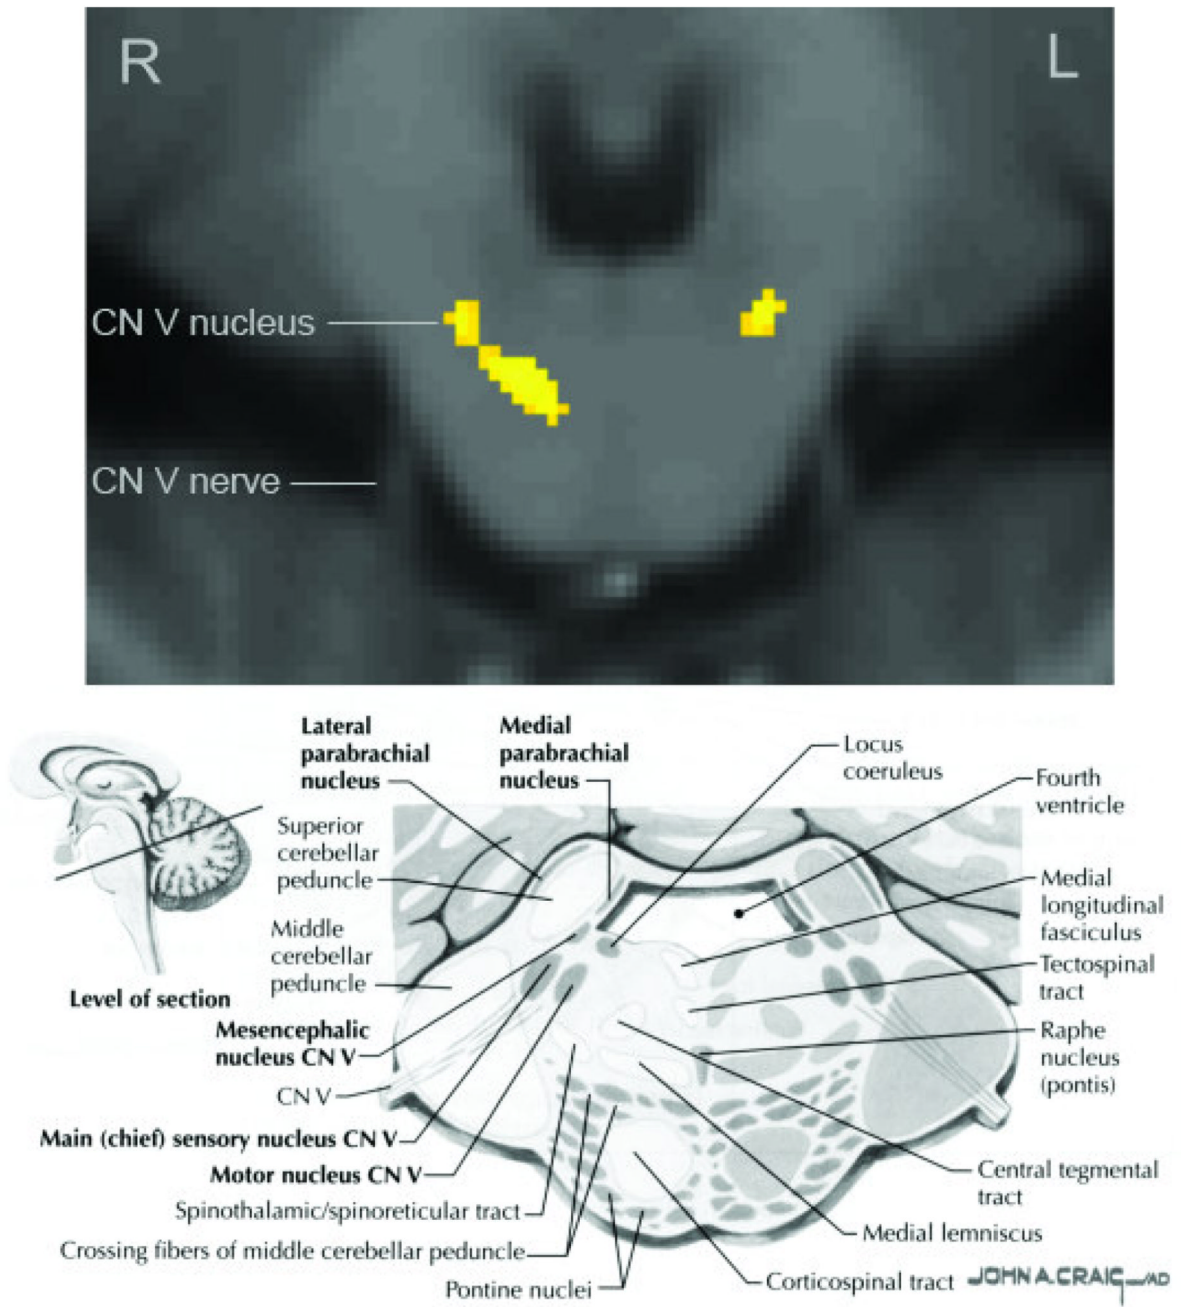 R
L
CN V nucleus
CN V nerve
Lateral
parabrachial
nucleus
Medial
parabrachial
nucleus
Locus
coeruleus
Fourth
ventricle
Superior
cerebellar
peduncle
Medial
longitudinal
fasciculus
Middle
cerebellar
peduncle
Tectospinal
tract
Level of section
Mesencephalic
nucleus CN V
Raphe
nucleus
(pontis)
CN V
Main (chief) sensory nucleus CN V
Motor nucleus CN V
Central tegmental
tract
Spinothalamic/spinoreticular tract
Medial lemniscus
Crossing fibers of middle cerebellar peduncle
Pontine nuclei
Corticospinal tract
JOHN A. CRAIG MD